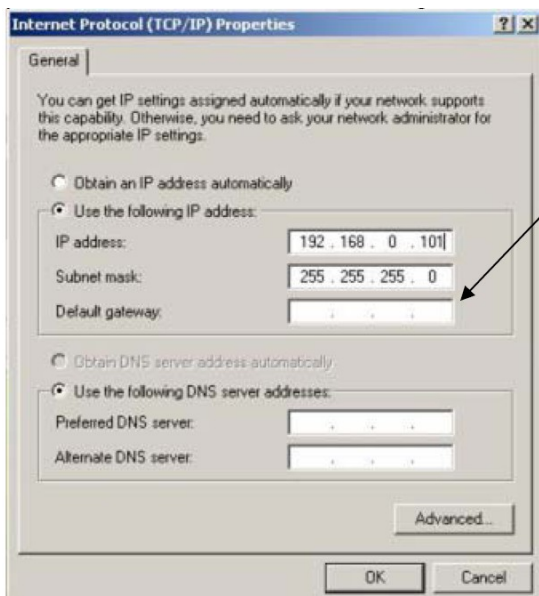 Internet Protocol (TCP/IP) Properties
General
You can get IP settings assigned automatically if your network supports
this capability. Otherwise, you need to ask your network administrator for
the appropriate IP settings.
Obtain an IP address automatically
Use the following IP address:
IP address: 192 . 168 . 0 . 101
Subnet mask: 255 . 255 . 255 . 0
Default gateway: . . .
Obtain DNS server address automatically
Use the following DNS server addresses:
Preferred DNS server: . . .
Alternate DNS server: . . .
Advanced...
OK Cancel